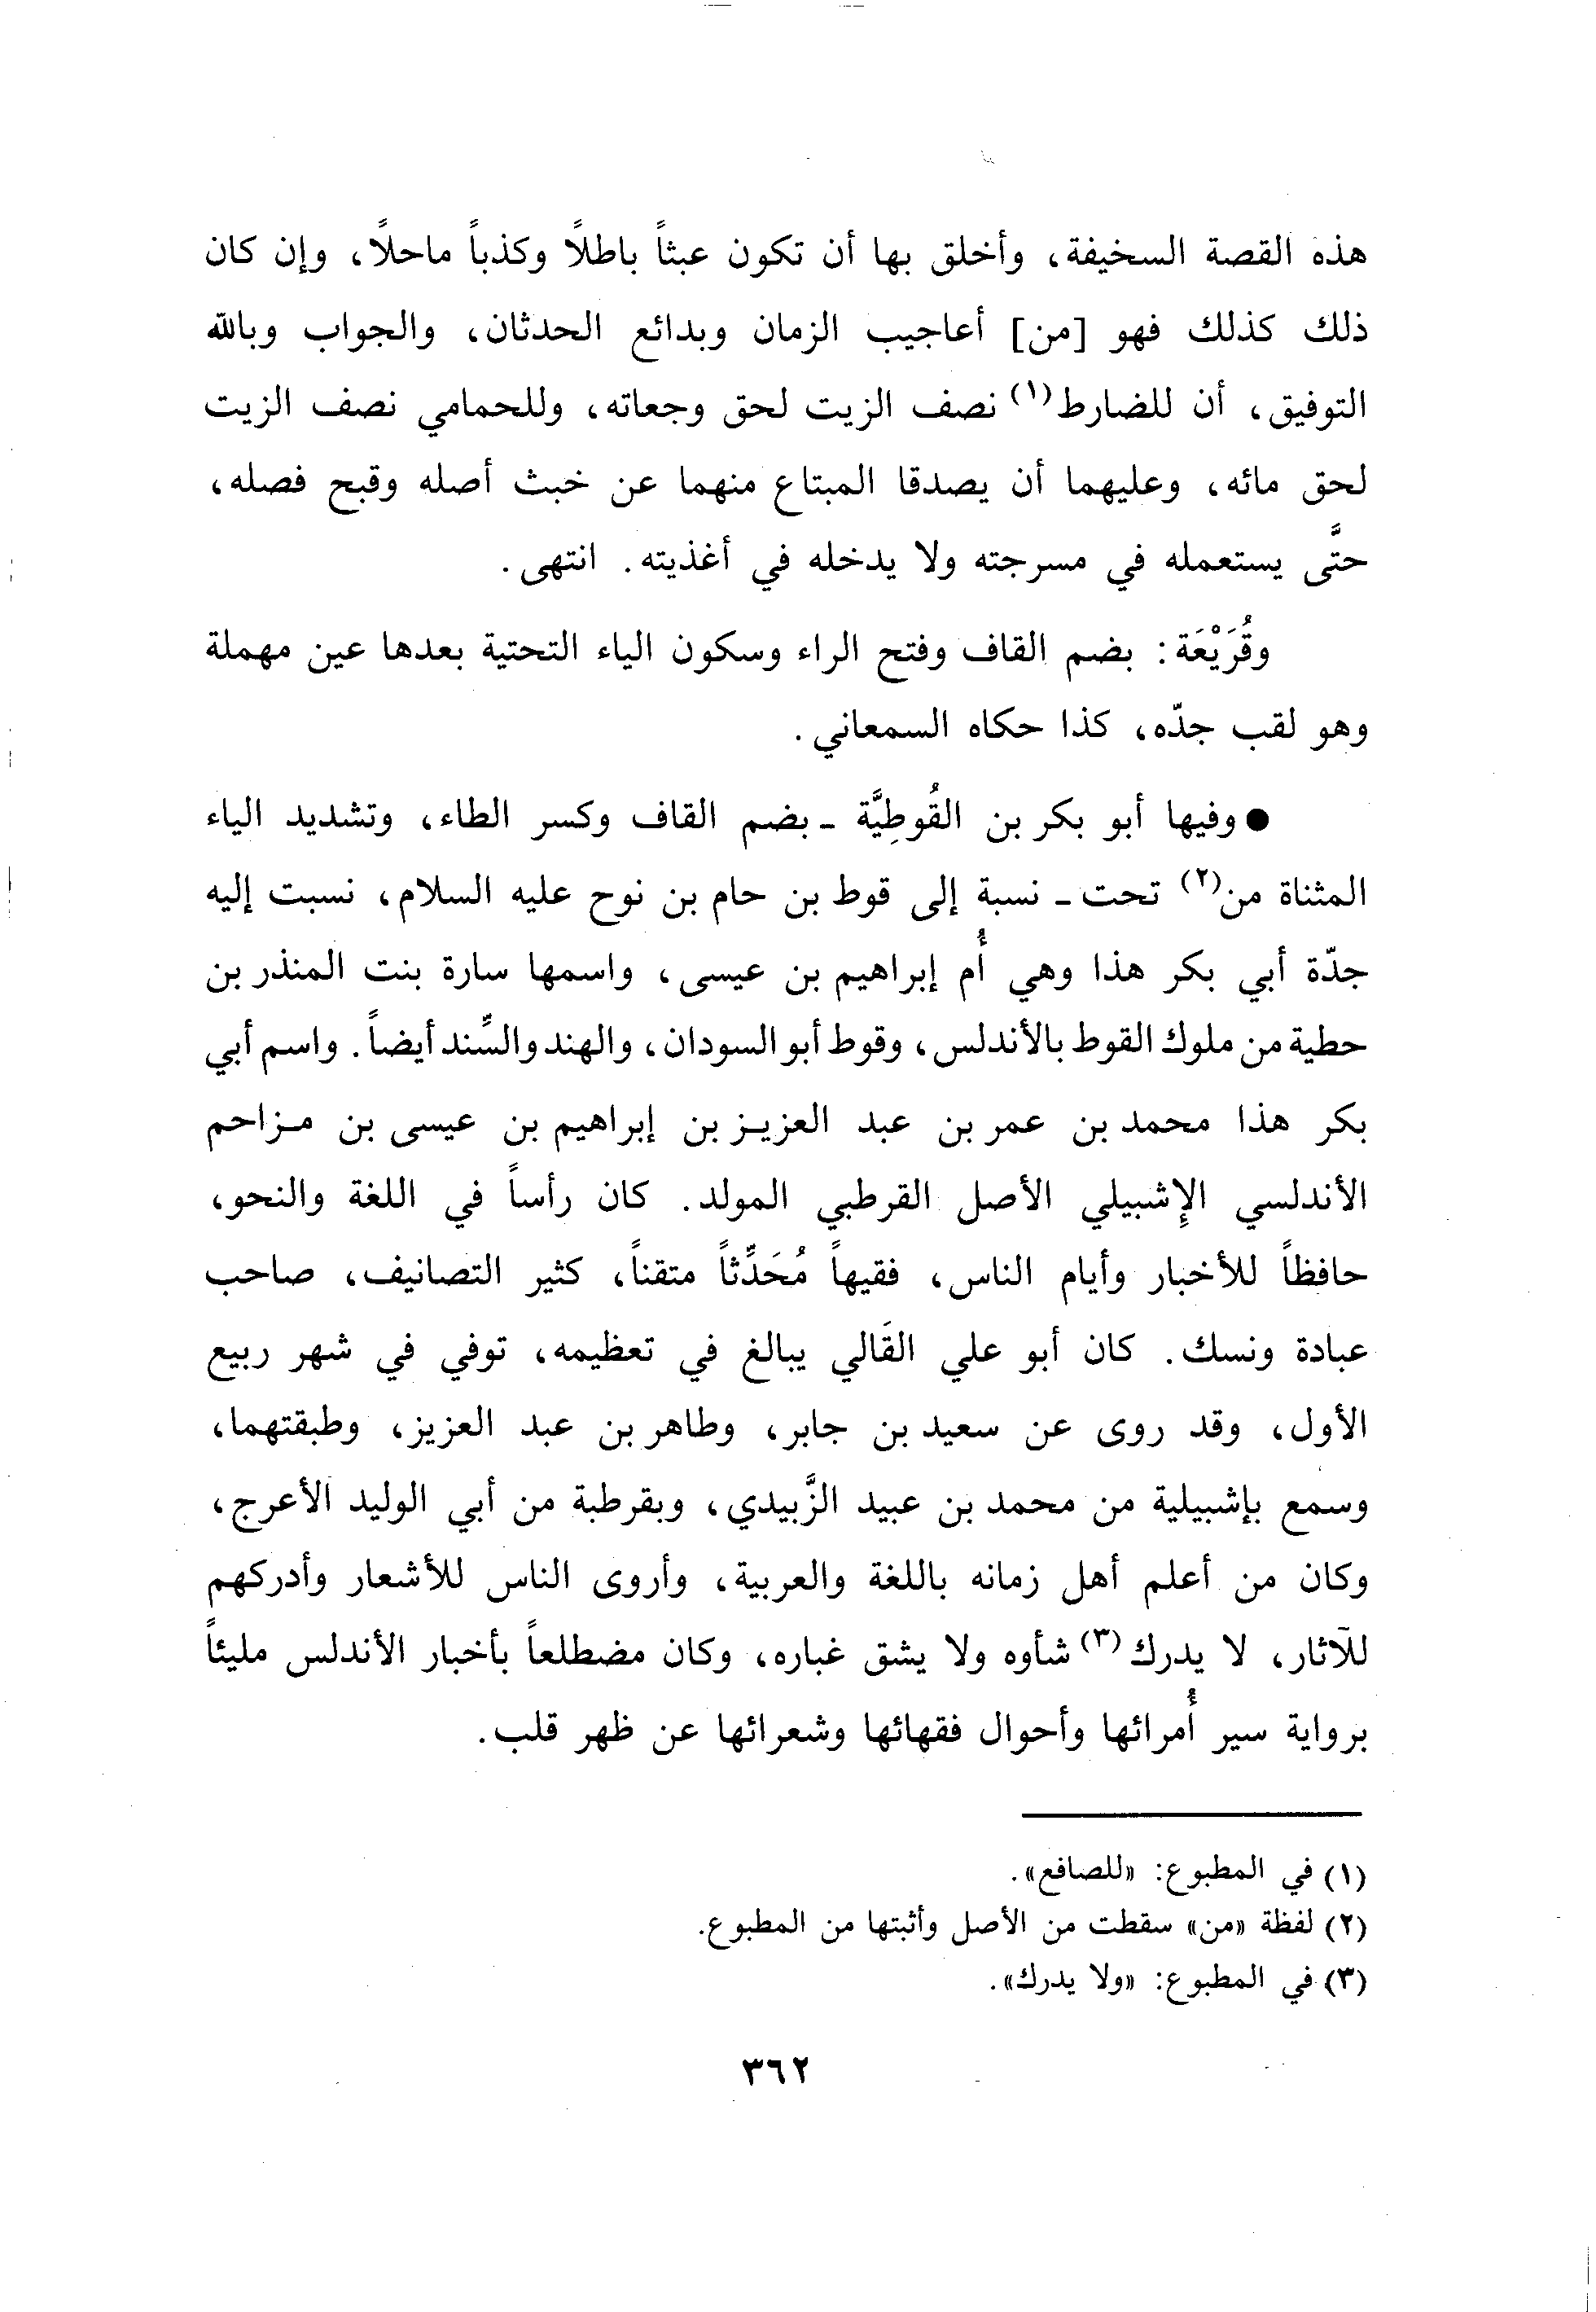 هذه القصة السخيفة، وأخلق بها أن تكون عبثاً باطلاً وكذباً ماحلاً، وإن كان
ذلك كذلك فهو [من] أعاجيب الزمان وبدائع الحدثان، والجواب وبالله
التوفيق، أن للضارط(١) نصف الزيت لحق وجعاته، وللحمامي نصف الزيت
لحق مائه، وعليهما أن يصدقا المبتاع منهما عن خبث أصله وقبح فصله،
حتَّى يستعمله في مسرجته ولا يدخله في أغذيته. انتهى.
وقُرَيْعَة: بضم القاف وفتح الراء وسكون الياء التحتية بعدها عين مهملة
وهو لقب جدّه، كذا حكاه السمعاني.
● وفيها أبو بكر بن القُوطِيَّة ـ بضم القاف وكسر الطاء، وتشديد الياء
المثناة من(٢) تحت ـ نسبة إلى قوط بن حام بن نوح عليه السلام، نسبت إليه
جدّة أبي بكر هذا وهي أُم إبراهيم بن عيسى، واسمها سارة بنت المنذر بن
حطية من ملوك القوط بالأندلس، وقوط أبو السودان، والهند والسِّند أيضاً. واسم أبي
بكر هذا محمد بن عمر بن عبد العزيز بن إبراهيم بن عيسى بن مزاحم
الأندلسي الإشبيلي الأصل القرطبي المولد. كان رأساً في اللغة والنحو،
حافظاً للأخبار وأيام الناس، فقيهاً مُحَدِّثاً متقناً، كثير التصانيف، صاحب
عبادة ونسك. كان أبو علي القَالي يبالغ في تعظيمه، توفي في شهر ربيع
الأول، وقد روى عن سعيد بن جابر، وطاهر بن عبد العزيز، وطبقتهما،
وسمع بإشبيلية من محمد بن عبيد الزَّبيدي، وبقرطبة من أبي الوليد الأعرج،
وكان من أعلم أهل زمانه باللغة والعربية، وأروى الناس للأشعار وأدركهم
للآثار، لا يدرك(٣) شأوه ولا يشق غباره، وكان مضطلعاً بأخبار الأندلس مليئاً
برواية سير أُمرائها وأحوال فقهائها وشعرائها عن ظهر قلب.
(١) في المطبوع: «للصافع».
(٢) لفظة «من» سقطت من الأصل وأثبتها من المطبوع.
(٣) في المطبوع: «ولا يدرك».
٣٦٢